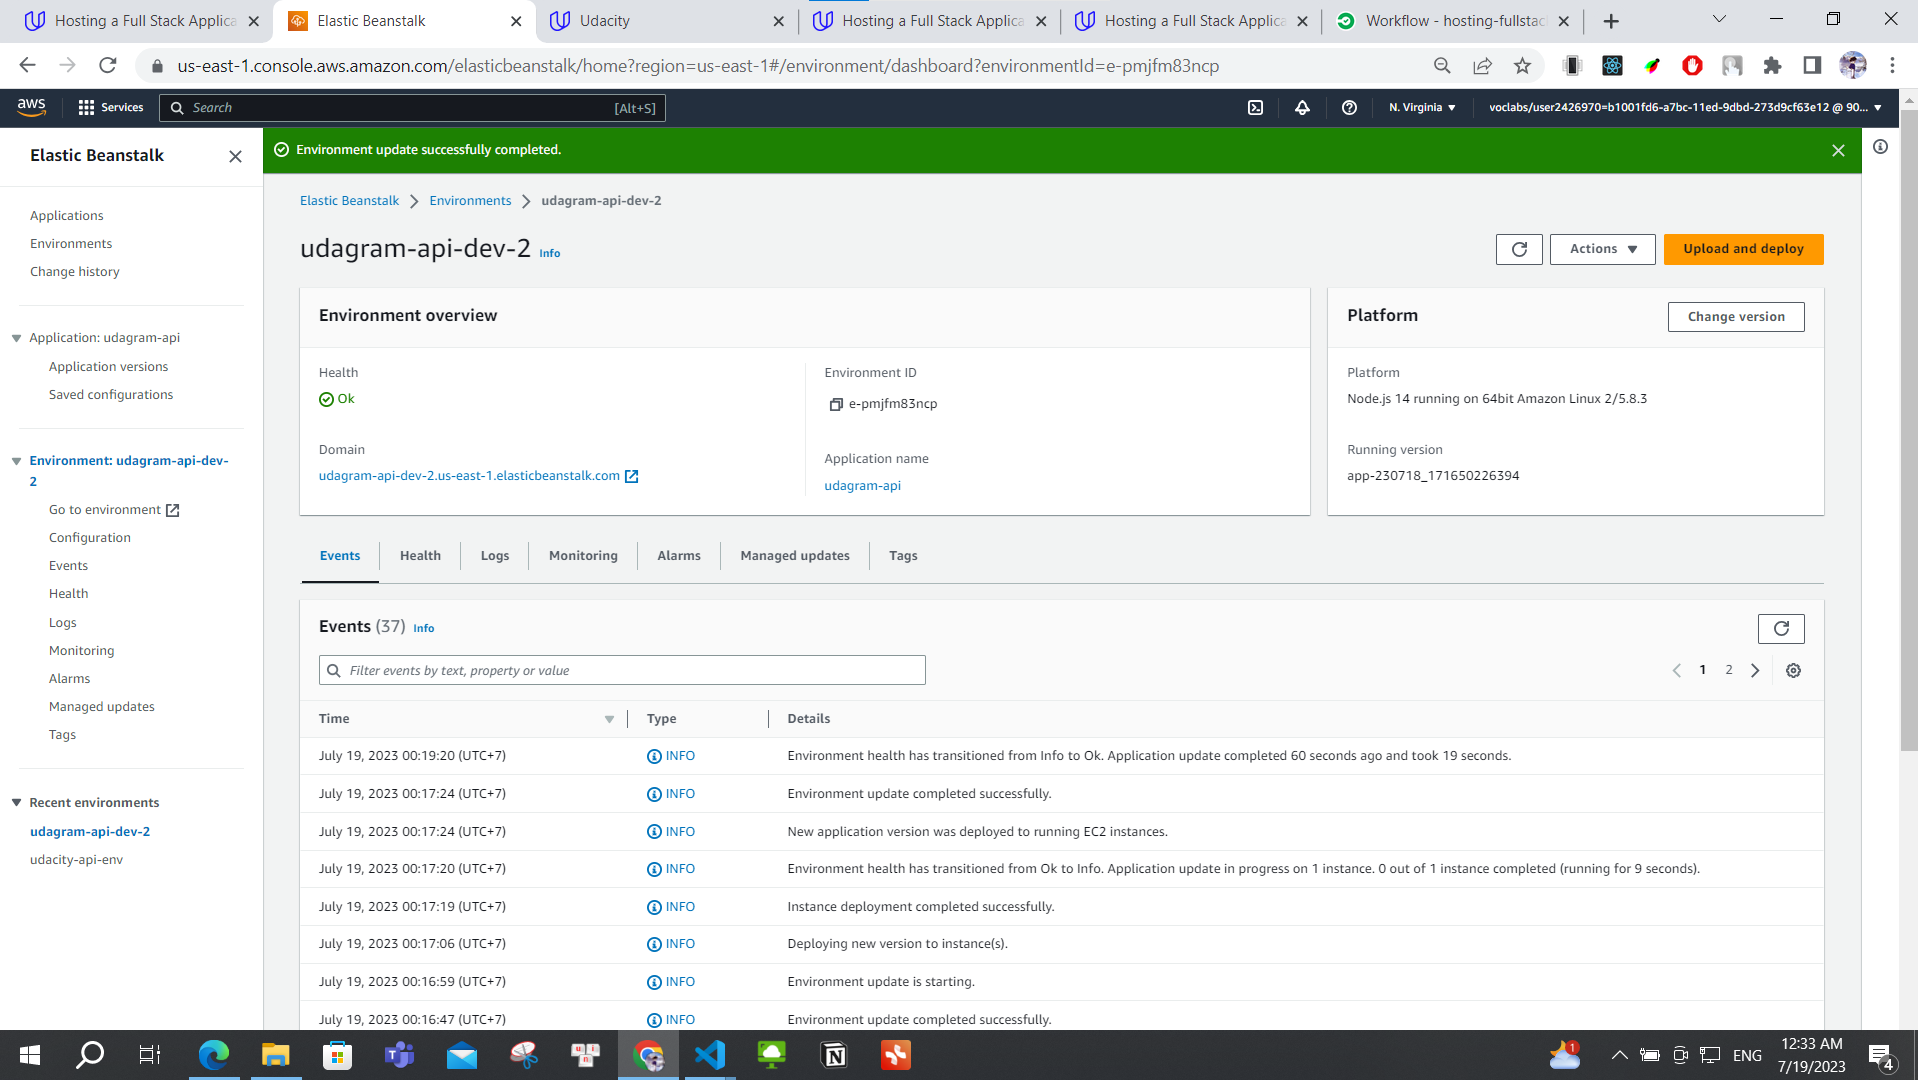 Hosting a Full Stack Applica
Elastic Beanstalk
Udacity
Hosting a Full Stack Applica
Hosting a Full Stack Applica
Workflow - hosting-fullstac
us-east-1.console.aws.amazon.com/elasticbeanstalk/home?region=us-east-1#/environment/dashboard?environmentId=e-pmjfm83ncp
aws
Services
Search
[Alt+S]
N. Virginia
voclabs/user2426970=b1001fd6-a7bc-11ed-9dbd-273d9cf63e12 @ 90...
Elastic Beanstalk
Applications
Environments
Change history
Application: udagram-api
Application versions
Saved configurations
Environment: udagram-api-dev-
2
Go to environment
Configuration
Events
Health
Logs
Monitoring
Alarms
Managed updates
Tags
Recent environments
udagram-api-dev-2
udacity-api-env
Environment update successfully completed.
Elastic Beanstalk
Environments
udagram-api-dev-2
udagram-api-dev-2 Info
Actions
Upload and deploy
Environment overview
Health
Ok
Domain
udagram-api-dev-2.us-east-1.elasticbeanstalk.com
Environment ID
e-pmjfm83ncp
Application name
udagram-api
Platform
Change version
Platform
Node.js 14 running on 64bit Amazon Linux 2/5.8.3
Running version
app-230718_171650226394
Events
Health
Logs
Monitoring
Alarms
Managed updates
Tags
Events (37) Info
Filter events by text, property or value
1
2
Time Type Details
July 19, 2023 00:19:20 (UTC+7) INFO Environment health has transitioned from Info to Ok. Application update completed 60 seconds ago and took 19 seconds.
July 19, 2023 00:17:24 (UTC+7) INFO Environment update completed successfully.
July 19, 2023 00:17:24 (UTC+7) INFO New application version was deployed to running EC2 instances.
July 19, 2023 00:17:20 (UTC+7) INFO Environment health has transitioned from Ok to Info. Application update in progress on 1 instance. 0 out of 1 instance completed (running for 9 seconds).
July 19, 2023 00:17:19 (UTC+7) INFO Instance deployment completed successfully.
July 19, 2023 00:17:06 (UTC+7) INFO Deploying new version to instance(s).
July 19, 2023 00:16:59 (UTC+7) INFO Environment update is starting.
July 19, 2023 00:16:47 (UTC+7) INFO Environment update completed successfully.
1
ENG
12:33 AM
7/19/2023
4